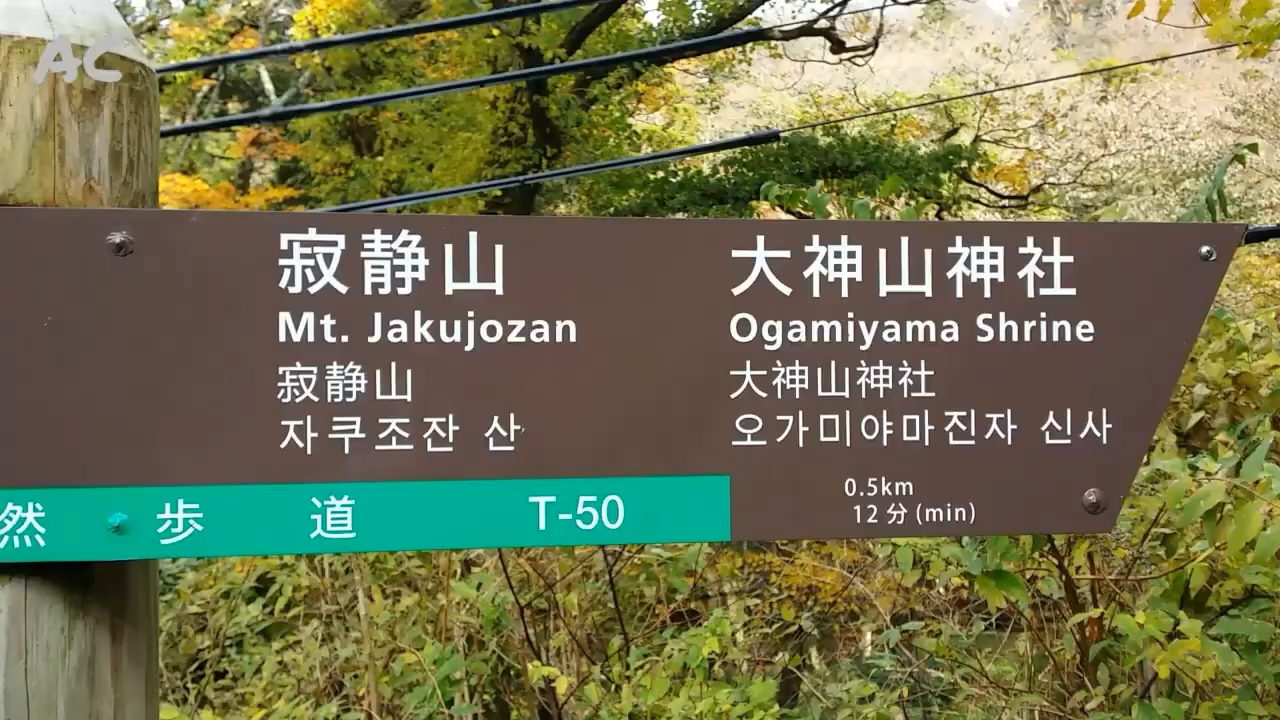 AC
寂静山
Mt. Jakujozan
寂静山
자쿠조잔 산
大神山神社
Ogamiyama Shrine
大神山神社
오가미야마진자 신사
0.5km
12 分 (min)
然 歩 道 T-50